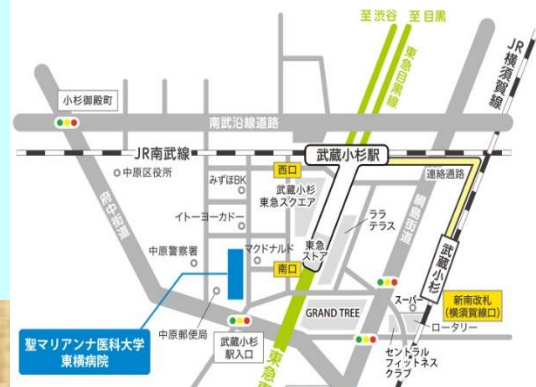 至渋谷
至目黒
東急目黒線
JR横須賀線
小杉御殿町
南武沿線道路
JR南武線
武蔵小杉駅
中原区役所
みずほBK
西口
武蔵小杉
東急スクエア
連絡通路
府中街道
イトーヨーカドー
ララ
テラス
綱島街道
武蔵小杉
東急
ストア
中原警察署
マクドナルド
南口
GRAND TREE
スーパー
新南改札
(横須賀線口)
ロータリー
中原郵便局
武蔵小杉
駅入口
聖マリアンナ医科大学
東横病院
セントラル
フィットネス
クラブ
東急